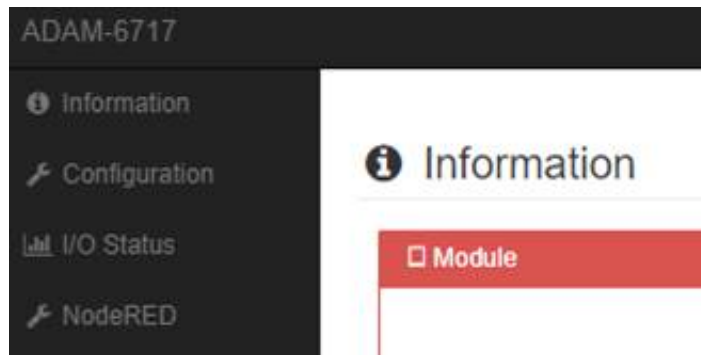 ADAM-6717
Information
Configuration
I/O Status
NodeRED
Information
Module